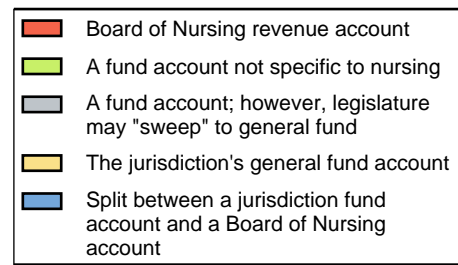 Board of Nursing revenue account
A fund account not specific to nursing
A fund account; however, legislature
may "sweep" to general fund
The jurisdiction's general fund account
Split between a jurisdiction fund
account and a Board of Nursing
account